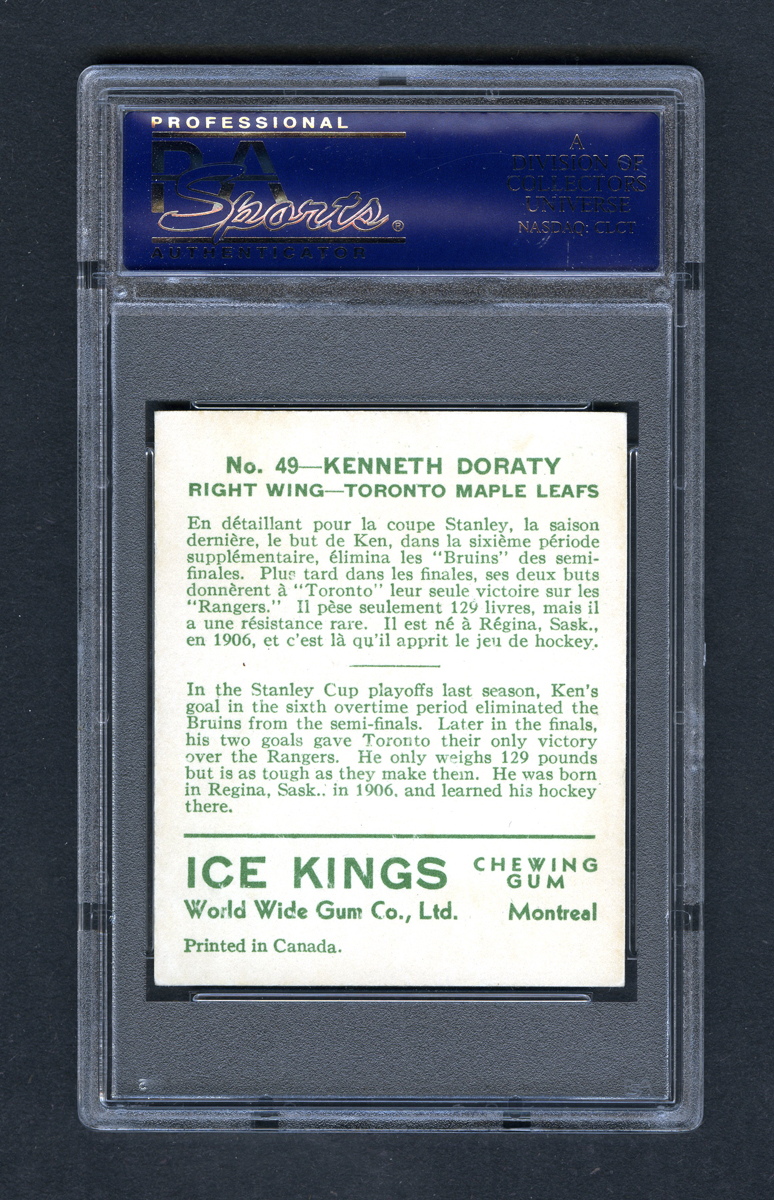 PROFESSIONAL
PSA
Sports®
AUTHENTICATOR
A
DIVISION OF
COLLECTORS
UNIVERSE
NASDAQ: CLCT
No. 49—KENNETH DORATY
RIGHT WING—TORONTO MAPLE LEAFS
En détaillant pour la coupe Stanley, la saison
dernière, le but de Ken, dans la sixième période
supplémentaire, élimina les "Bruins" des semi-
finales. Plus tard dans les finales, ses deux buts
donnèrent à "Toronto" leur seule victoire sur les
"Rangers." Il pèse seulement 129 livres, mais il
a une résistance rare. Il est né à Régina, Sask.,
en 1906, et c'est là qu'il apprit le jeu de hockey.
In the Stanley Cup playoffs last season, Ken's
goal in the sixth overtime period eliminated the
Bruins from the semi-finals. Later in the finals,
his two goals gave Toronto their only victory
over the Rangers. He only weighs 129 pounds
but is as tough as they make them. He was born
in Regina, Sask., in 1906, and learned his hockey
there.
ICE KINGS CHEWING GUM
World Wide Gum Co., Ltd. Montreal
Printed in Canada.